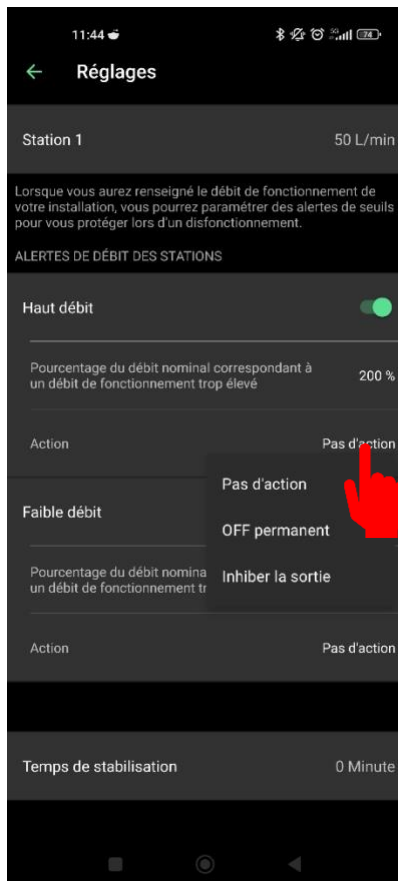 11:44
74
Réglages
Station 1
50 L/min
Lorsque vous aurez renseigné le débit de fonctionnement de
votre installation, vous pourrez paramétrer des alertes de seuils
pour vous protéger lors d'un disfonctionnement.
ALERTES DE DÉBIT DES STATIONS
Haut débit
Pourcentage du débit nominal correspondant à
un débit de fonctionnement trop élevé
200 %
Action
Pas d'action
Pas d'action
OFF permanent
Inhiber la sortie
Faible débit
Pourcentage du débit nomina
un débit de fonctionnement tr
Action
Pas d'action
Temps de stabilisation
0 Minute